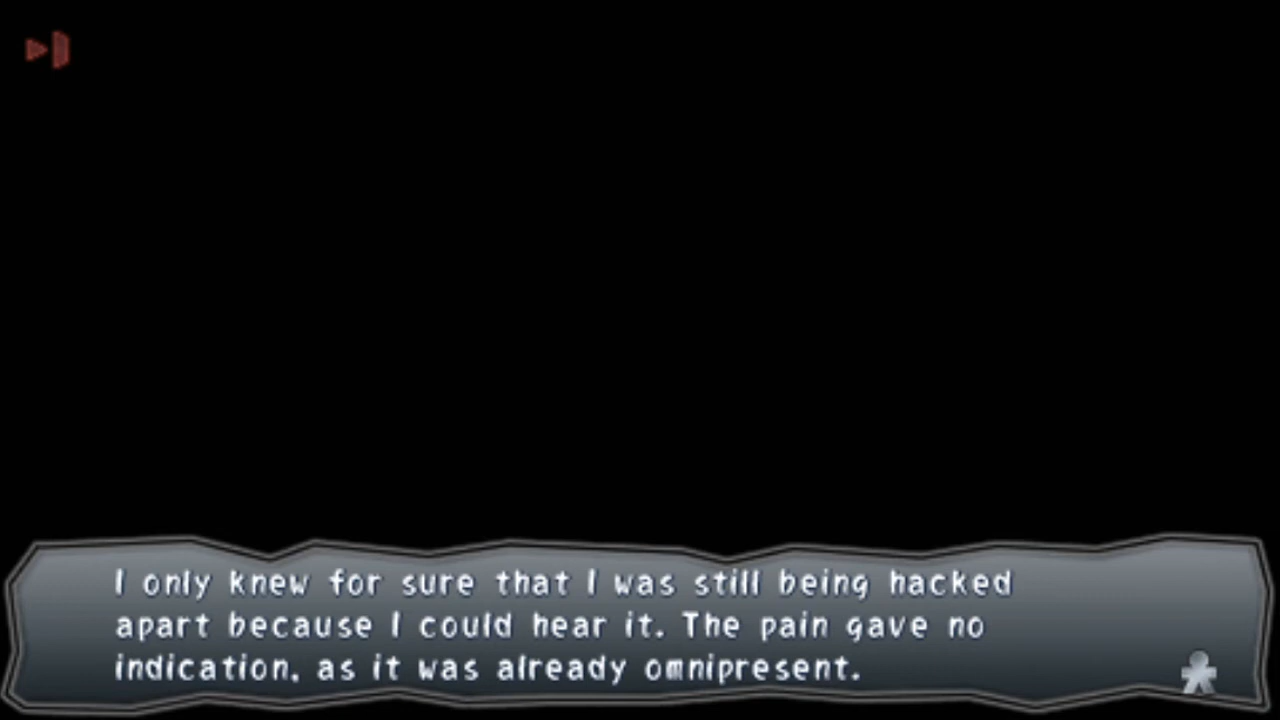 I only knew for sure that I was still being hacked
apart because I could hear it. The pain gave no
indication, as it was already omnipresent.